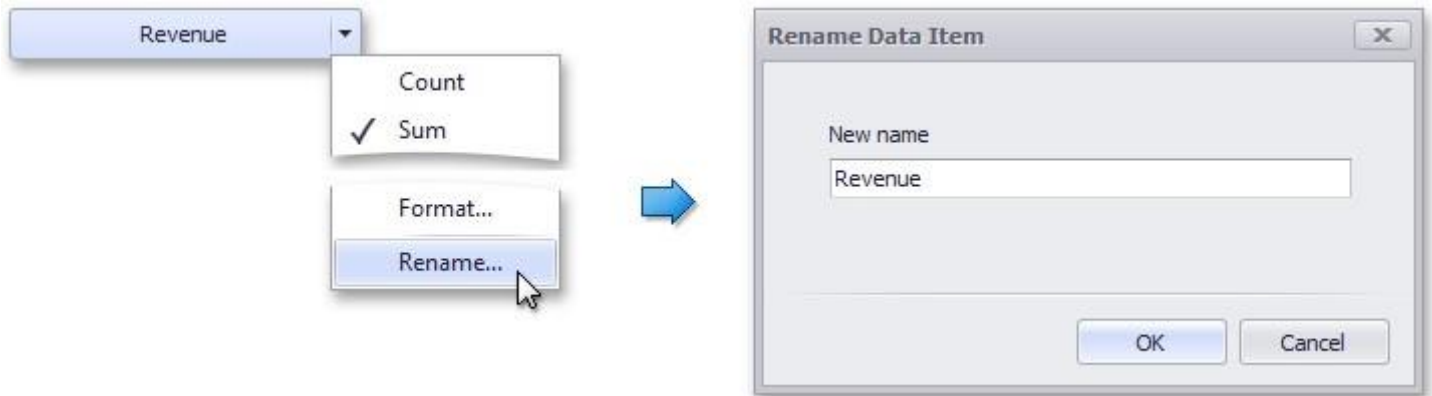 Revenue
Count
Sum
Format...
Rename...
Rename Data Item
New name
Revenue
OK
Cancel